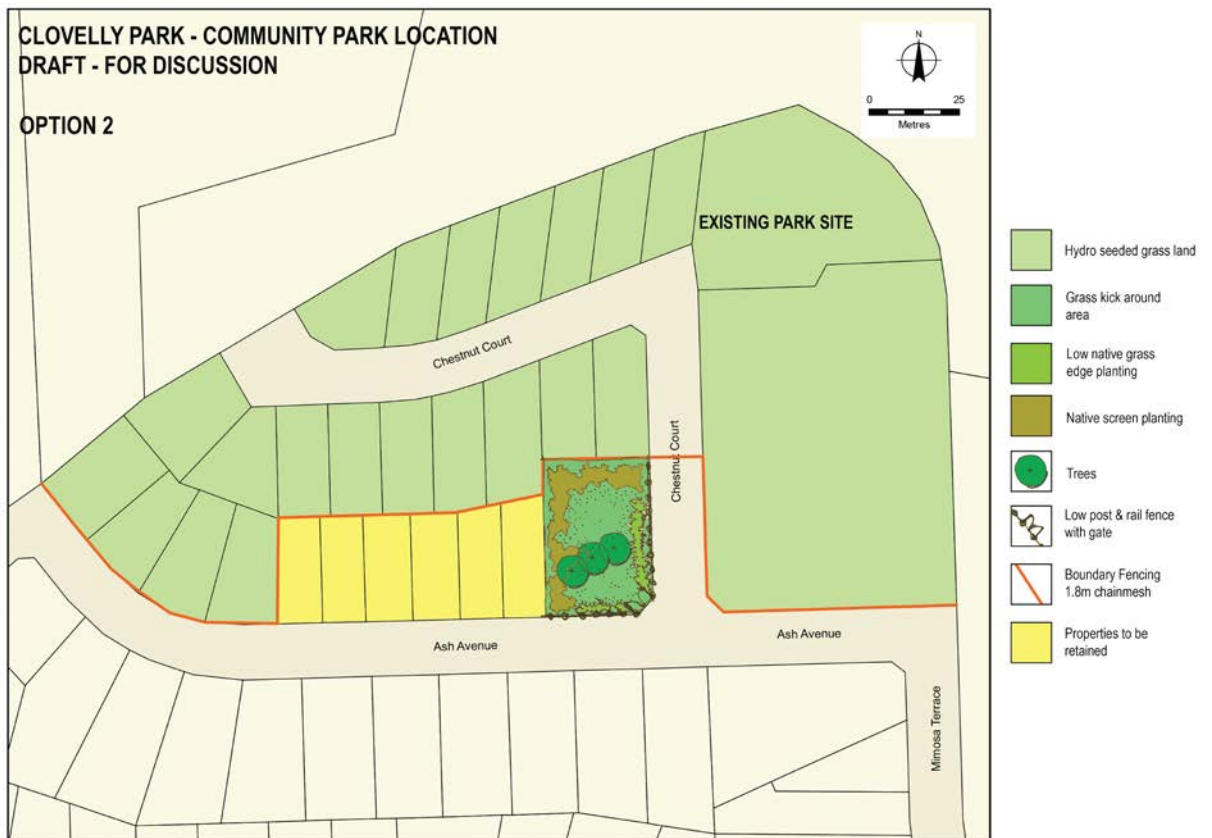 CLOVELLY PARK - COMMUNITY PARK LOCATION
DRAFT - FOR DISCUSSION
OPTION 2
N
0 25
Metres
EXISTING PARK SITE
Chestnut Court
Chestnut Court
Ash Avenue
Ash Avenue
Mimosa Terrace
Hydro seeded grass land
Grass kick around
area
Low native grass
edge planting
Native screen planting
Trees
Low post & rail fence
with gate
Boundary Fencing
1.8m chainmesh
Properties to be
retained